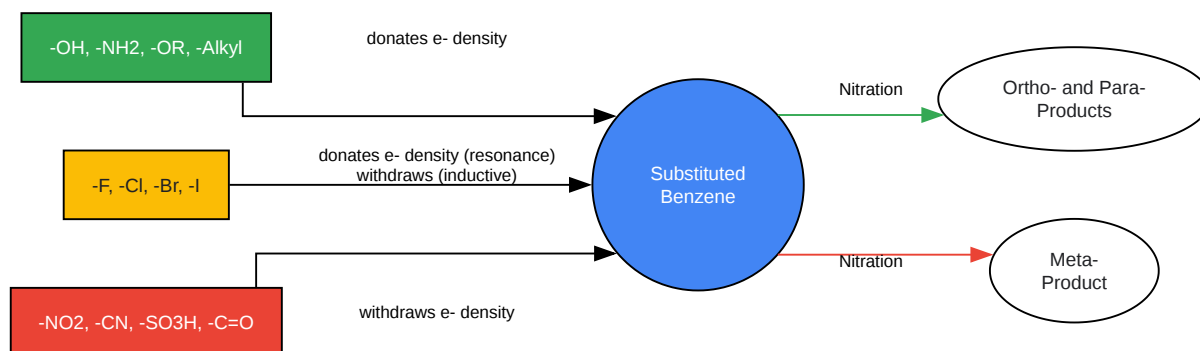 -OH, -NH2, -OR, -Alkyl
donates e- density
-F, -Cl, -Br, -I
donates e- density (resonance)
withdraws (inductive)
-NO2, -CN, -SO3H, -C=O
withdraws e- density
Substituted
Benzene
Nitration
Ortho- and Para-
Products
Nitration
Meta-
Product